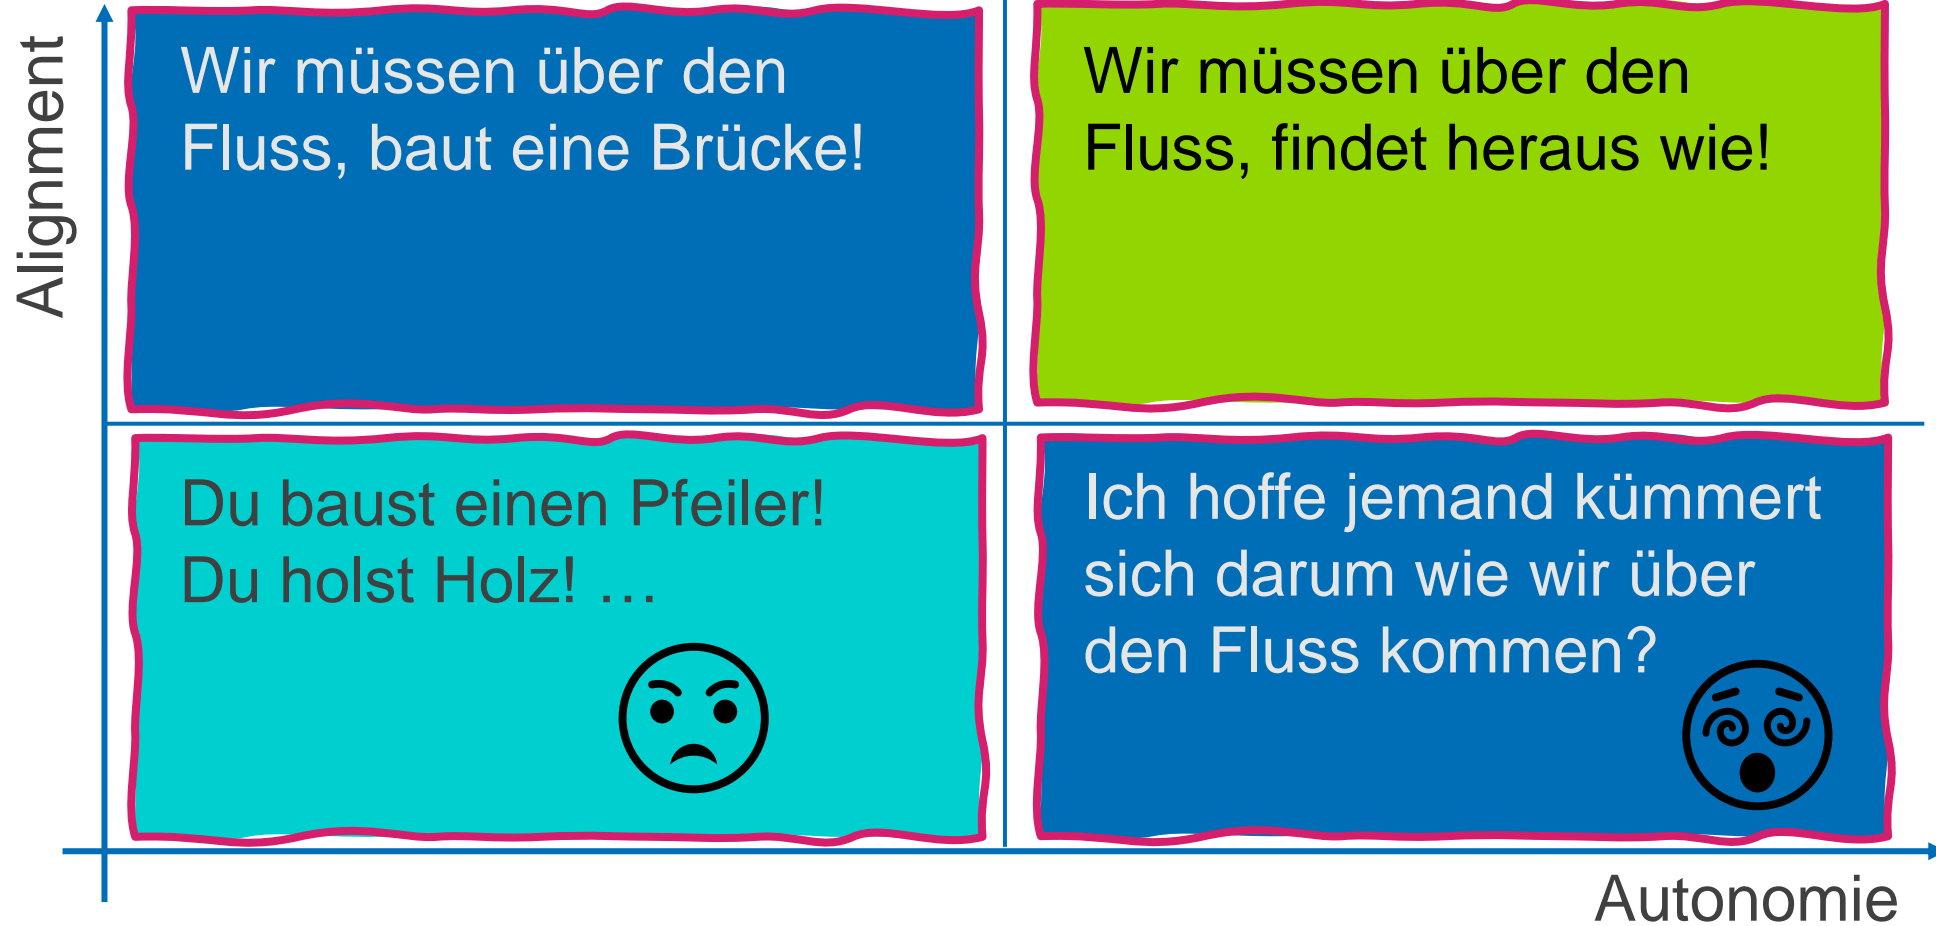 Alignment
Wir müssen über den
Fluss, baut eine Brücke!
Wir müssen über den
Fluss, findet heraus wie!
Du baust einen Pfeiler!
Du holst Holz! …
Ich hoffe jemand kümmert
sich darum wie wir über
den Fluss kommen?
Autonomie